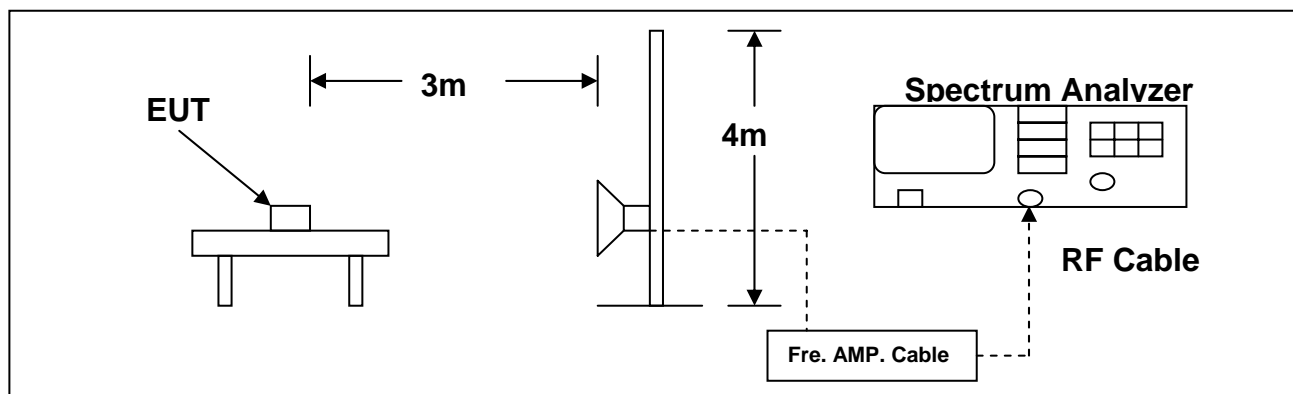 EUT
3m
4m
Spectrum Analyzer
RF Cable
Fre. AMP. Cable